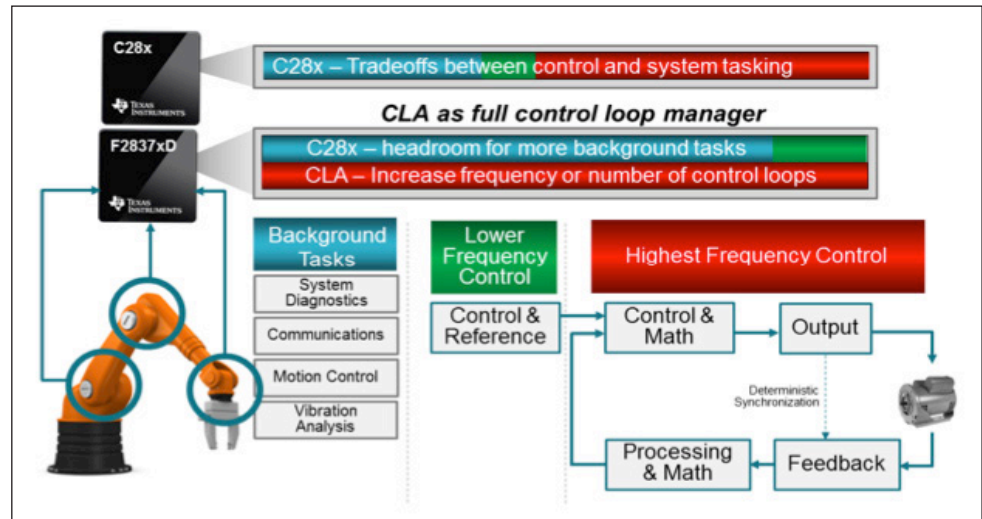 C28x
TEXAS
INSTRUMENTS
C28x – Tradeoffs between control and system tasking
CLA as full control loop manager
F2837xD
TEXAS
INSTRUMENTS
C28x – headroom for more background tasks
CLA – Increase frequency or number of control loops
Background
Tasks
System
Diagnostics
Communications
Motion Control
Vibration
Analysis
Lower
Frequency
Control
Control &
Reference
Highest Frequency Control
Control &
Math
Output
Deterministic
Synchronization
Processing
& Math
Feedback